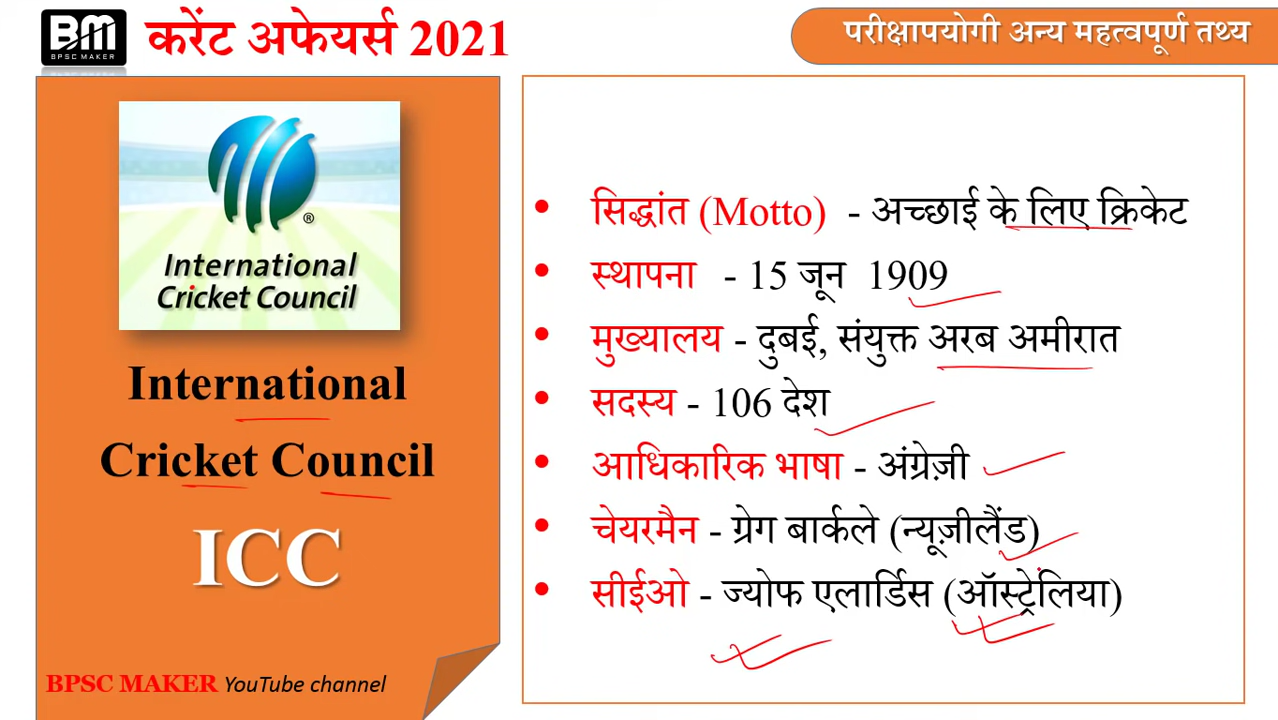 BM
BPSC MAKER
करेंट अफेयर्स 2021
परीक्षापयोगी अन्य महत्वपूर्ण तथ्य
®
International
Cricket Council
International
Cricket Council
ICC
BPSC MAKER YouTube channel
• सिद्धांत (Motto) - अच्छाई के लिए क्रिकेट
• स्थापना - 15 जून 1909
• मुख्यालय - दुबई, संयुक्त अरब अमीरात
• सदस्य - 106 देश
• आधिकारिक भाषा - अंग्रेज़ी
• चेयरमैन - ग्रेग बार्कले (न्यूज़ीलैंड)
• सीईओ - ज्योफ एलार्डिस (ऑस्ट्रेलिया)